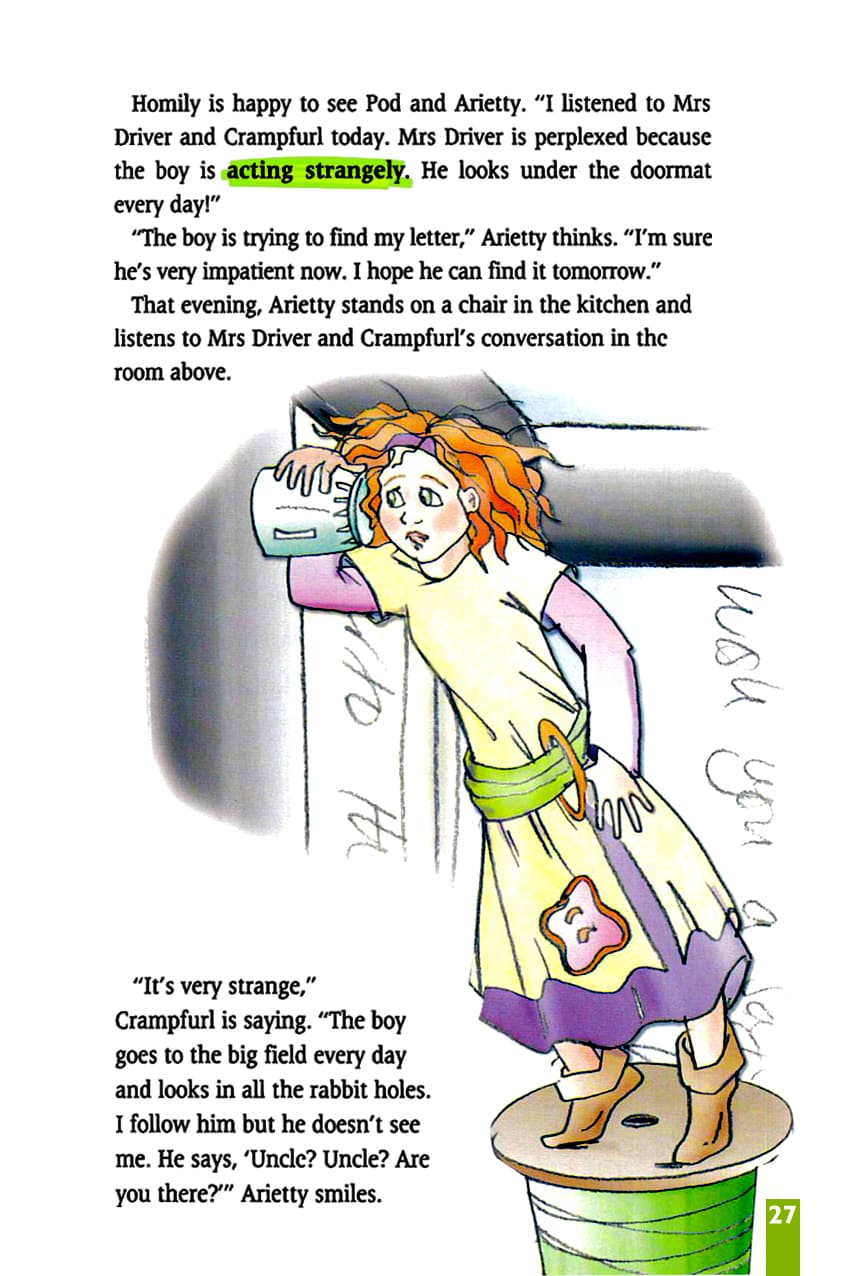 Homily is happy to see Pod and Arietty. “I listened to Mrs
Driver and Crampfurl today. Mrs Driver is perplexed because
the boy is acting strangely. He looks under the doormat
every day!”
“The boy is trying to find my letter,” Arietty thinks. “I’m sure
he’s very impatient now. I hope he can find it tomorrow.”
That evening, Arietty stands on a chair in the kitchen and
listens to Mrs Driver and Crampfurl’s conversation in the
room above.
you a
“It’s very strange,”
Crampfurl is saying. “The boy
goes to the big field every day
and looks in all the rabbit holes.
I follow him but he doesn’t see
me. He says, ‘Uncle? Uncle? Are
you there?’” Arietty smiles.
27